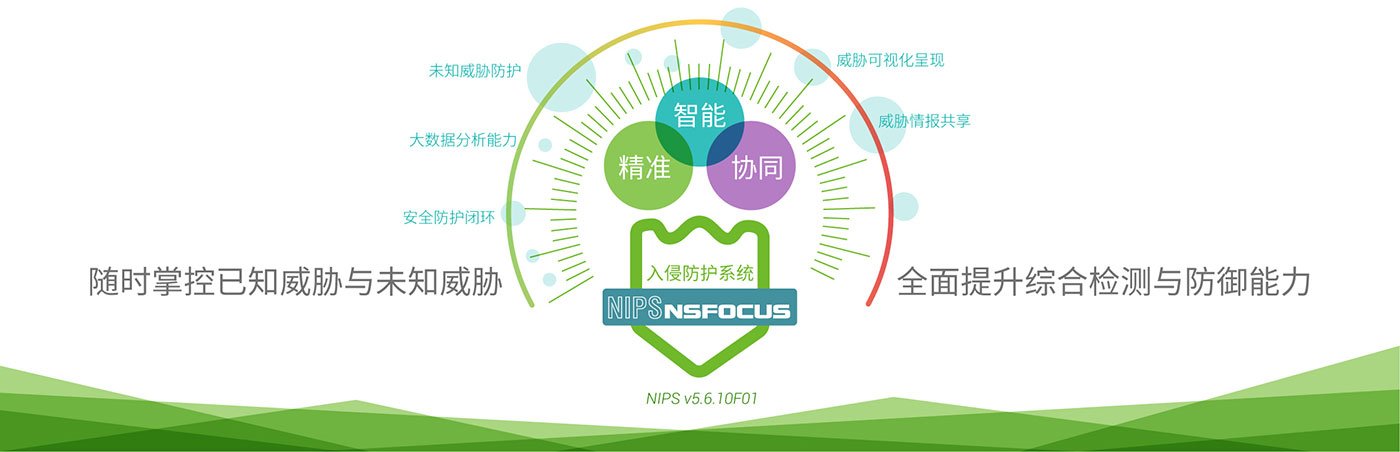 未知威胁防护
大数据分析能力
安全防护闭环
威胁可视化呈现
威胁情报共享
智能
精准
协同
随时掌控已知威胁与未知威胁
入侵防护系统
NIPS NSFOCUS
全面提升综合检测与防御能力
NIPS v5.6.10F01